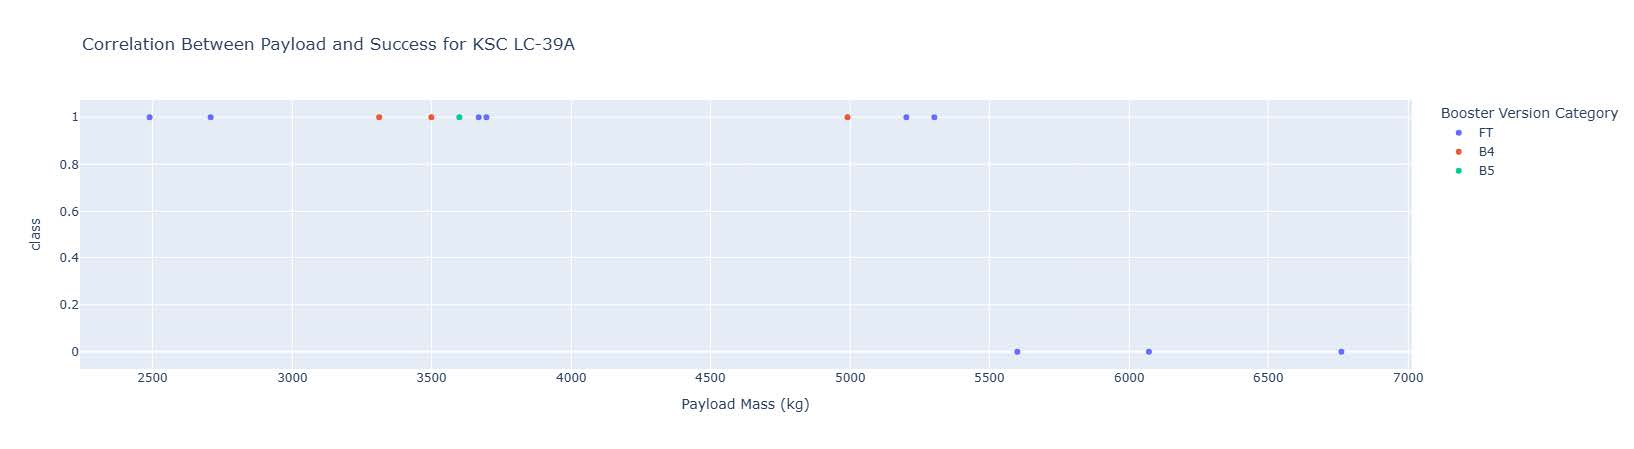 Correlation Between Payload and Success for KSC LC-39A
Booster Version Category
FT
B4
B5
class
1
0.8
0.6
0.4
0.2
0
2500 3000 3500 4000 4500 5000 5500 6000 6500 7000
Payload Mass (kg)